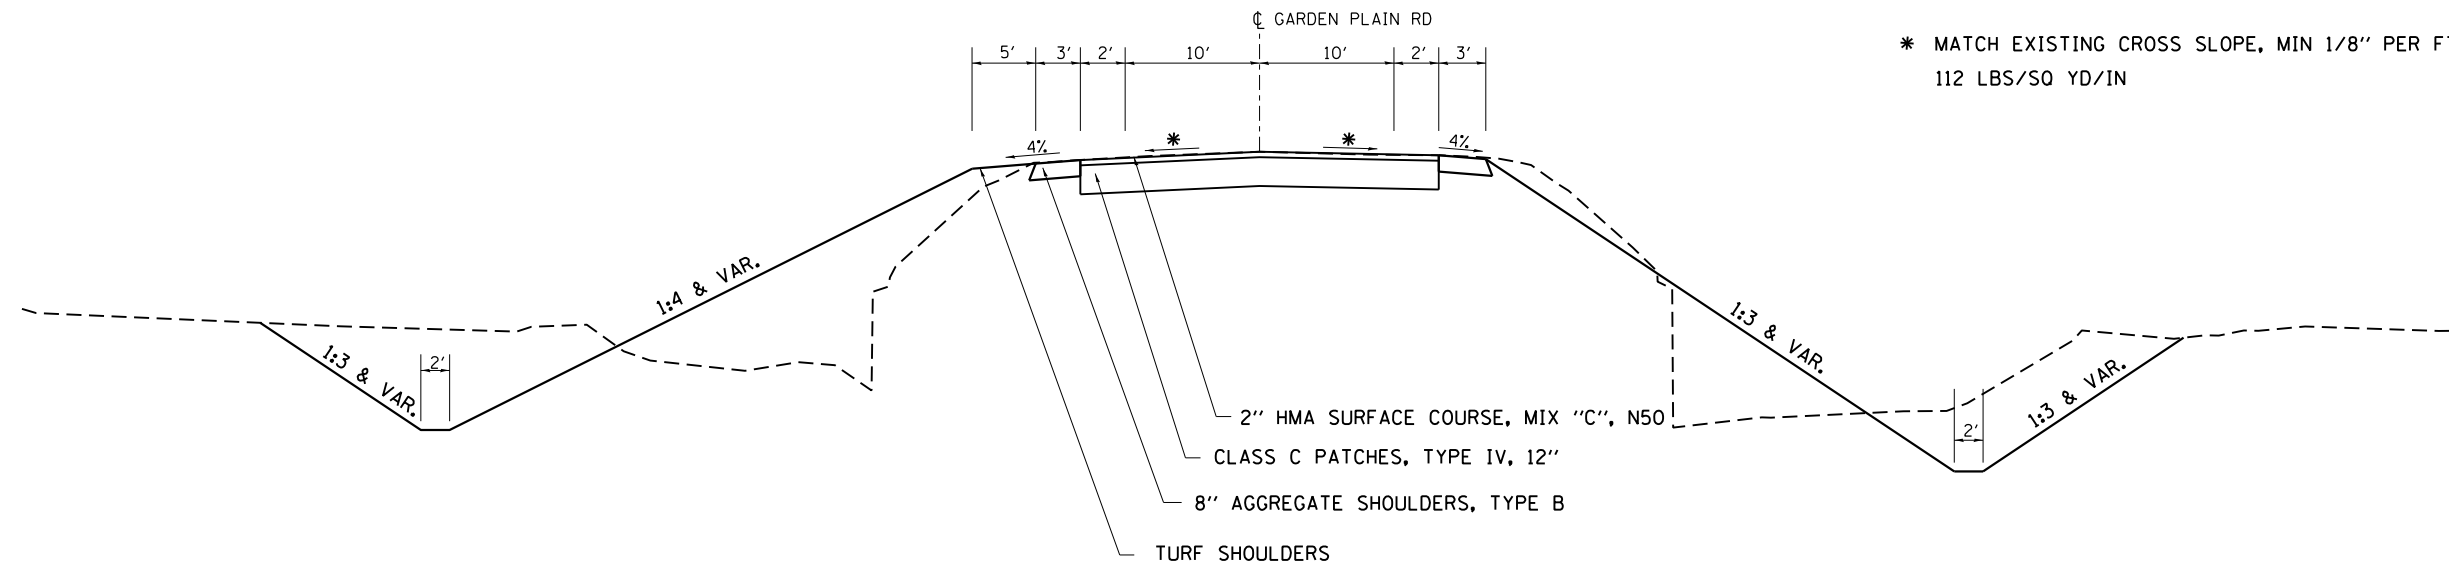 ℄ GARDEN PLAIN RD
5' 3' 2' 10' 10' 2' 3'
* MATCH EXISTING CROSS SLOPE, MIN 1/8" PER
112 LBS/SQ YD/IN
4% * * 4%
1:4 & VAR.
1:3 & VAR.
2'
1:3 & VAR.
2'
1:3 & VAR.
2" HMA SURFACE COURSE, MIX "C", N50
CLASS C PATCHES, TYPE IV, 12"
8" AGGREGATE SHOULDERS, TYPE B
TURF SHOULDERS